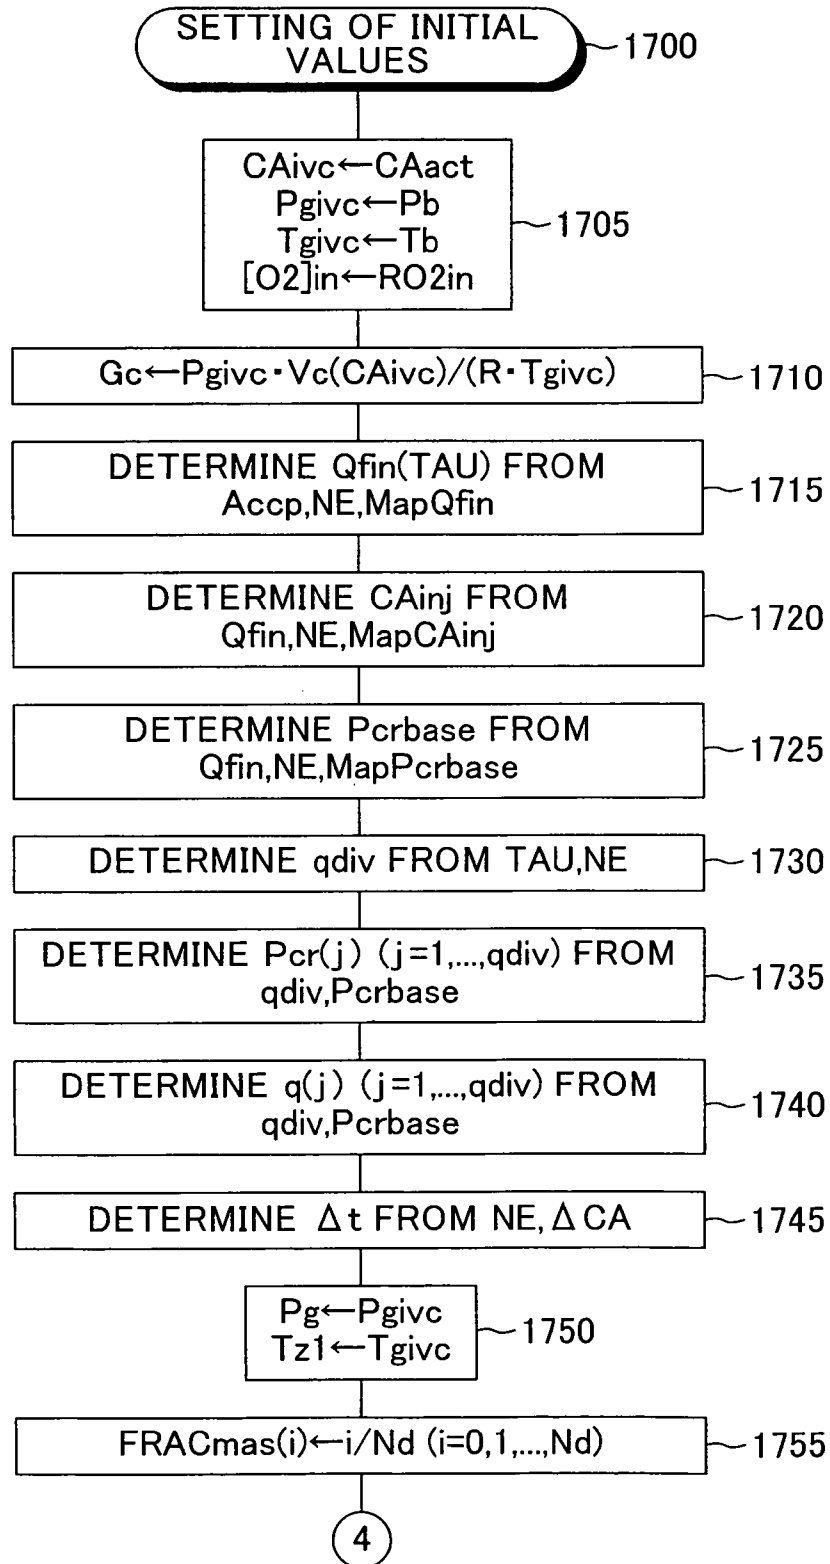 SETTING OF INITIAL
VALUES
1700
CAivc←CAact
Pgivc←Pb
Tgivc←Tb
[O2]in←RO2in
1705
Gc←Pgivc・Vc(CAivc)/(R・Tgivc)
1710
DETERMINE Qfin(TAU) FROM
Accp,NE,MapQfin
1715
DETERMINE CAinj FROM
Qfin,NE,MapCAinj
1720
DETERMINE Pcrbase FROM
Qfin,NE,MapPcrbase
1725
DETERMINE qdiv FROM TAU,NE
1730
DETERMINE Pcr(j) (j=1,...,qdiv) FROM
qdiv,Pcrbase
1735
DETERMINE q(j) (j=1,...,qdiv) FROM
qdiv,Pcrbase
1740
DETERMINE Δt FROM NE,ΔCA
1745
Pg←Pgivc
Tz1←Tgivc
1750
FRACmas(i)←i/Nd (i=0,1,...,Nd)
1755
4